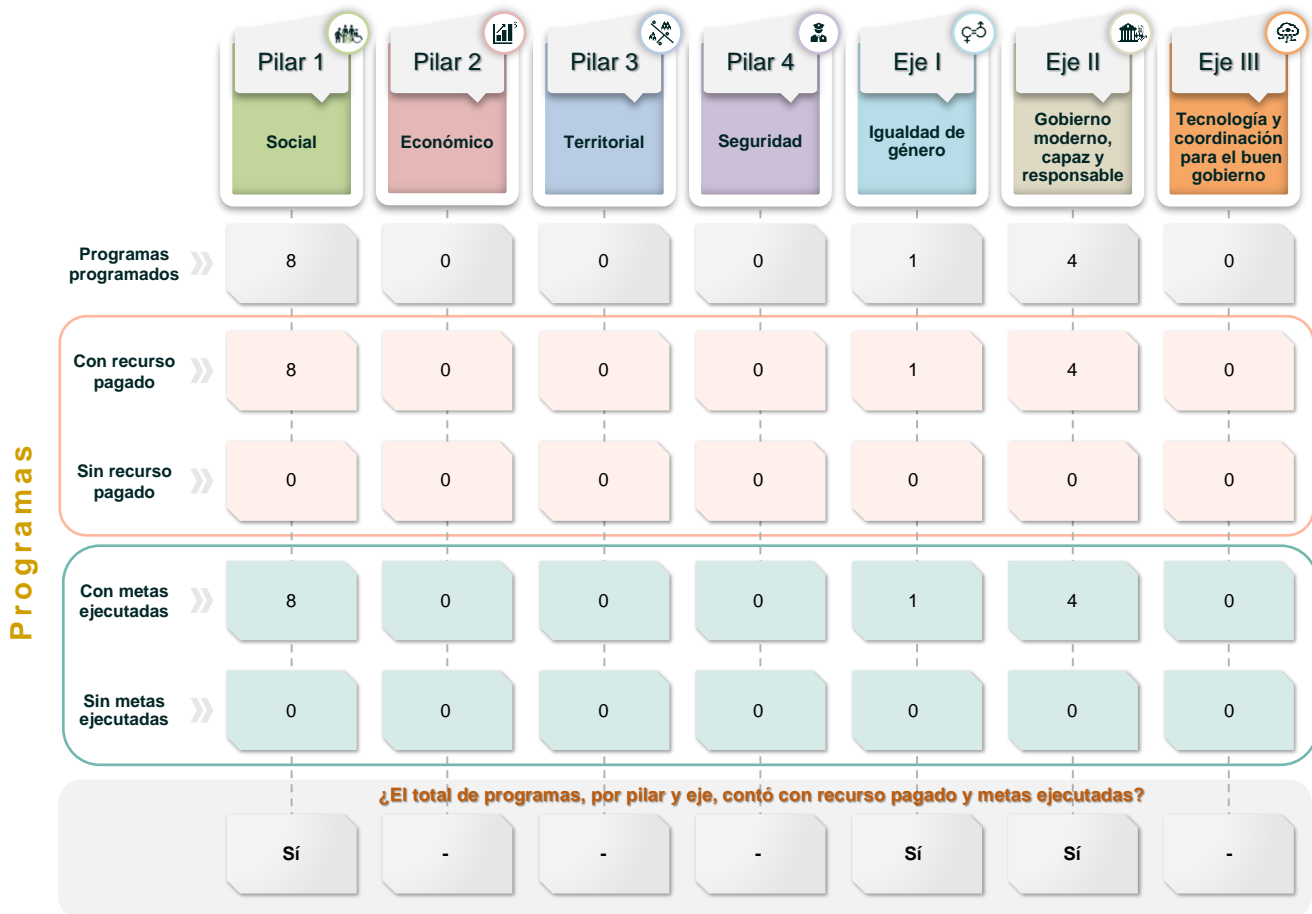 Pilar 1
Pilar 2
Pilar 3
Pilar 4
Eje I
Eje II
Eje III
Social
Económico
Territorial
Seguridad
Igualdad de
género
Gobierno
moderno,
capaz y
responsable
Tecnología y
coordinación
para el buen
gobierno
Programas
Programas
programados
8 0 0 0 1 4 0
Con recurso
pagado
8 0 0 0 1 4 0
Sin recurso
pagado
0 0 0 0 0 0 0
Con metas
ejecutadas
8 0 0 0 1 4 0
Sin metas
ejecutadas
0 0 0 0 0 0 0
¿El total de programas, por pilar y eje, contó con recurso pagado y metas ejecutadas?
Sí - - - Sí Sí -